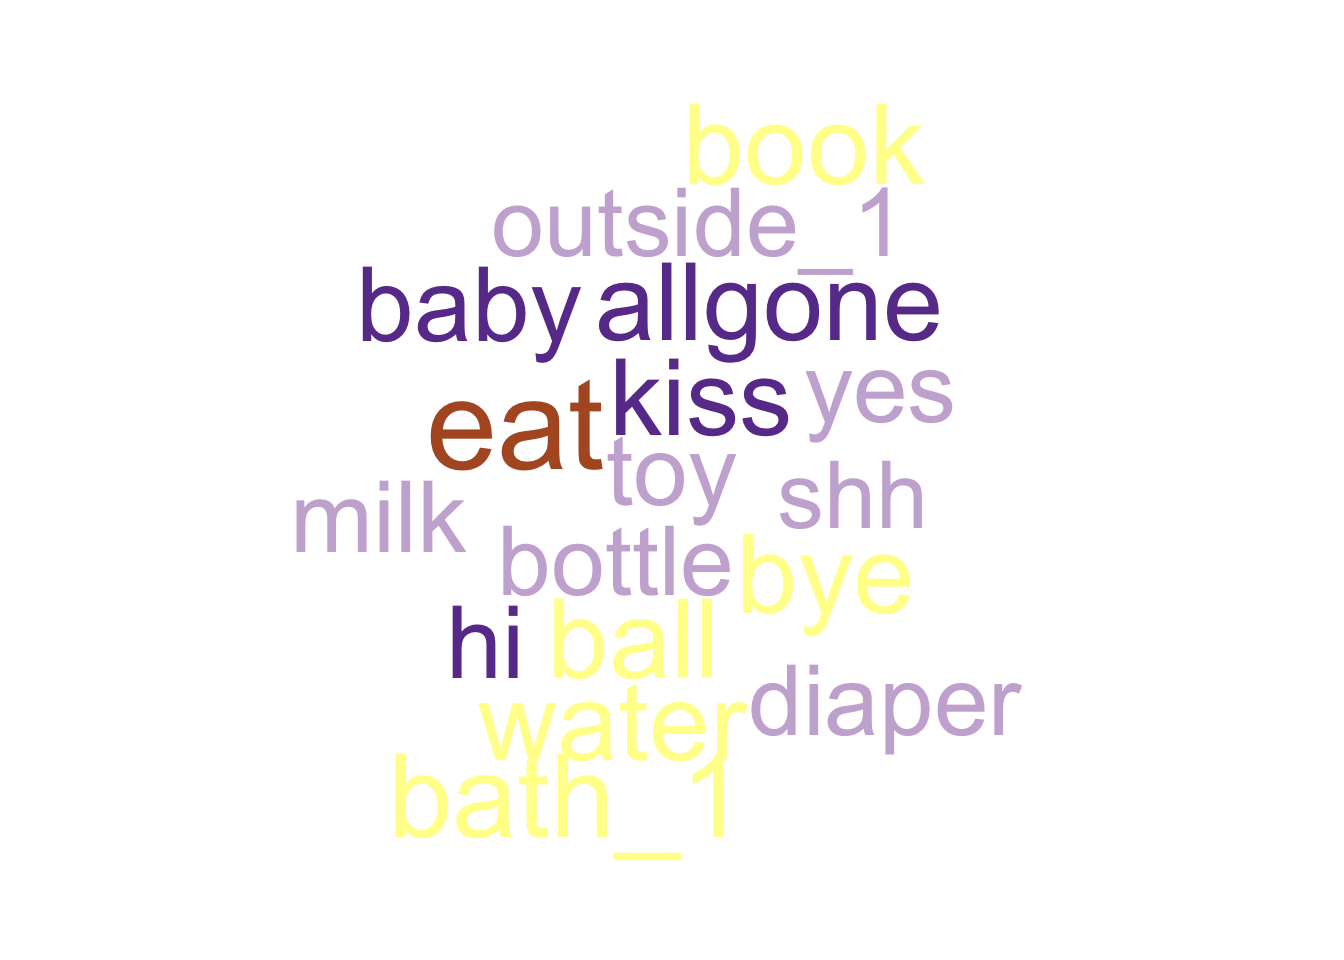 book
outside_1
baby allgone
kiss yes
eat
toy shh
milk
bottle bye
hi ball
water diaper
bath_1